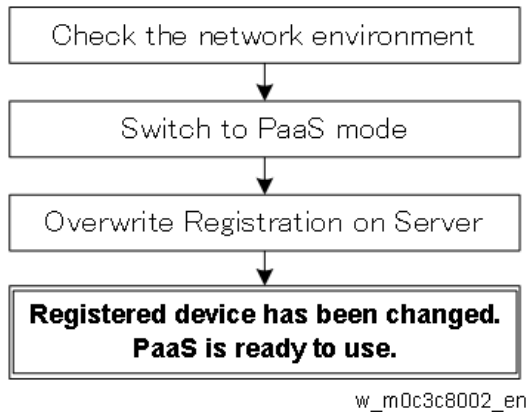 Check the network environment
Switch to PaaS mode
Overwrite Registration on Server
Registered device has been changed.
PaaS is ready to use.
w_m0c3c8002_en